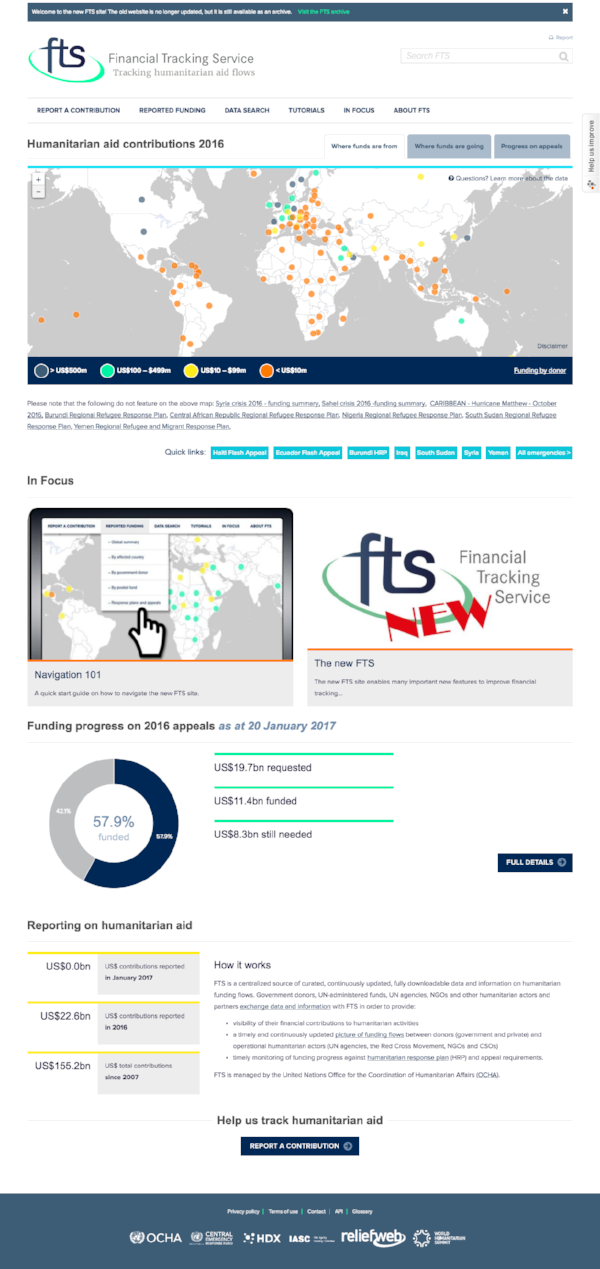 Welcome to the new FTS site! The old website is no longer updated, but it is still available as an archive. Visit the FTS archive
Report
fts Financial Tracking Service
Tracking humanitarian aid flows
Search FTS
REPORT A CONTRIBUTION REPORTED FUNDING DATA SEARCH TUTORIALS IN FOCUS ABOUT FTS
Help us improve
Humanitarian aid contributions 2016
Where funds are from Where funds are going Progress on appeals
+
−
Questions? Learn more about the data
Disclaimer
> US$500m US$100 – $499m US$10 – $99m < US$10m Funding by donor
Please note that the following do not feature on the above map: Syria crisis 2016 - funding summary, Sahel crisis 2016 -funding summary, CARIBBEAN - Hurricane Matthew - October
2016, Burundi Regional Refugee Response Plan, Central African Republic Regional Refugee Response Plan, Nigeria Regional Refugee Response Plan, South Sudan Regional Refugee
Response Plan, Yemen Regional Refugee and Migrant Response Plan.
Quick links: Haiti Flash Appeal Ecuador Flash Appeal Burundi HRP Iraq South Sudan Syria Yemen All emergencies >
In Focus
REPORT A CONTRIBUTION REPORTED FUNDING DATA SEARCH TUTORIALS IN FOCUS ABOUT FTS
– Global summary
– By affected country
– By government donor
– By pooled fund
– Response plans and appeals
fts Financial
Tracking
Service
NEW
Navigation 101
A quick start guide on how to navigate the new FTS site.
The new FTS
The new FTS site enables many important new features to improve financial
tracking...
Funding progress on 2016 appeals as at 20 January 2017
42.1%
57.9%
funded
57.9%
US$19.7bn requested
US$11.4bn funded
US$8.3bn still needed
FULL DETAILS
Reporting on humanitarian aid
US$0.0bn US$ contributions reported
in January 2017
US$22.6bn US$ contributions reported
in 2016
US$155.2bn US$ total contributions
since 2007
How it works
FTS is a centralized source of curated, continuously updated, fully downloadable data and information on humanitarian
funding flows. Government donors, UN-administered funds, UN agencies, NGOs and other humanitarian actors and
partners exchange data and information with FTS in order to provide:
• visibility of their financial contributions to humanitarian activities
• a timely and continuously updated picture of funding flows between donors (government and private) and
operational humanitarian actors (UN agencies, the Red Cross Movement, NGOs and CSOs)
• timely monitoring of funding progress against humanitarian response plan (HRP) and appeal requirements.
FTS is managed by the United Nations Office for the Coordination of Humanitarian Affairs (OCHA).
Help us track humanitarian aid
REPORT A CONTRIBUTION
Privacy policy | Terms of use | Contact | API | Glossary
OCHA CENTRAL EMERGENCY RESPONSE FUND HDX IASC reliefweb WORLD HUMANITARIAN SUMMIT